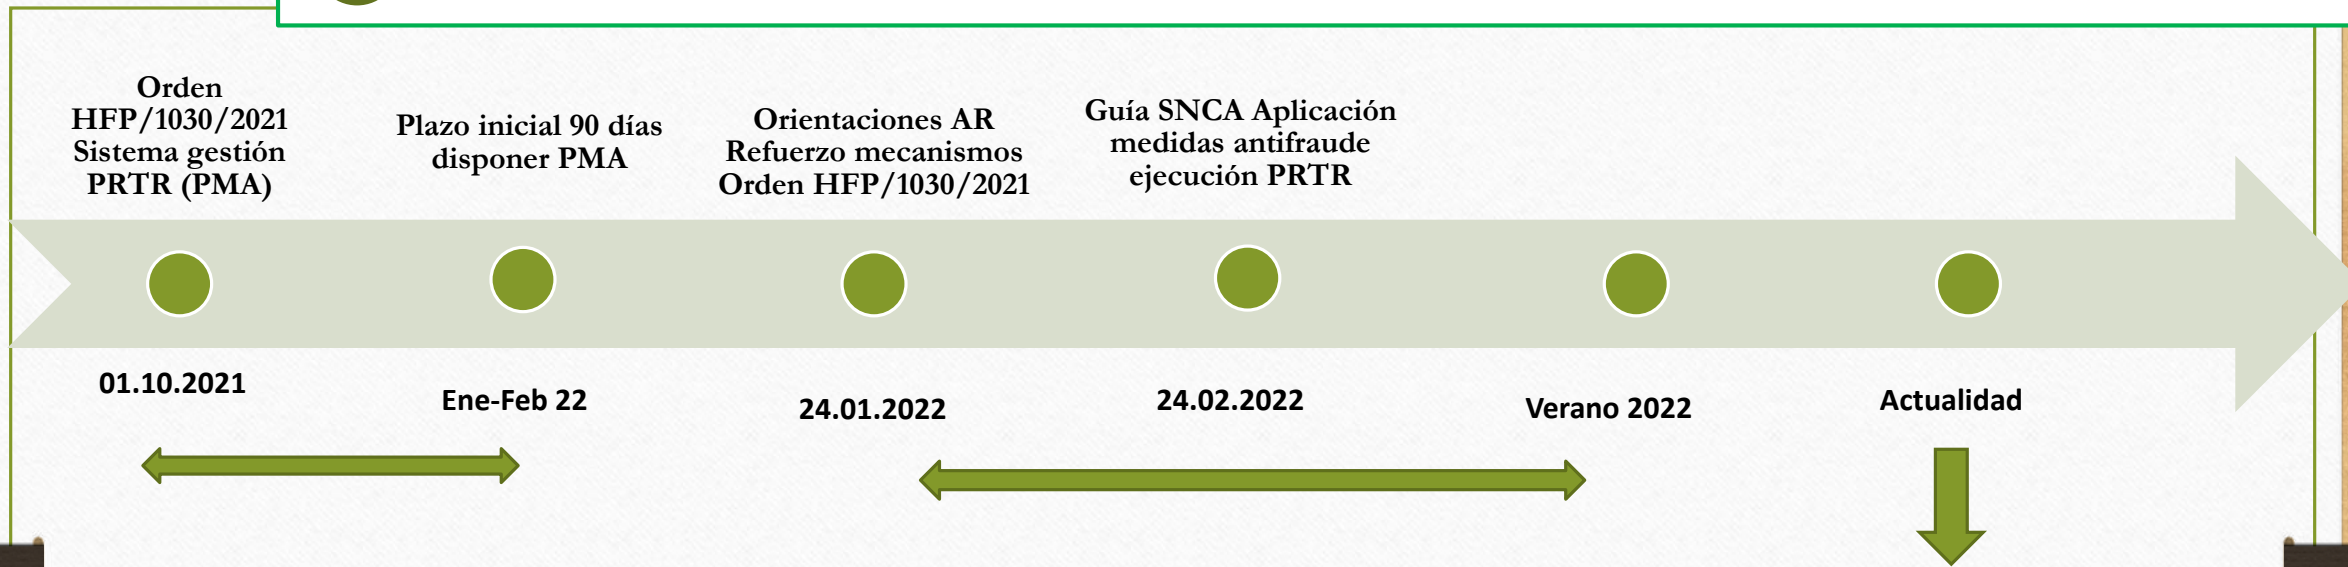 Orden
HFP/1030/2021
Sistema gestión
PRTR (PMA)
Plazo inicial 90 días
disponer PMA
Orientaciones AR
Refuerzo mecanismos
Orden HFP/1030/2021
Guía SNCA Aplicación
medidas antifraude
ejecución PRTR
01.10.2021
Ene-Feb 22
24.01.2022
24.02.2022
Verano 2022
Actualidad